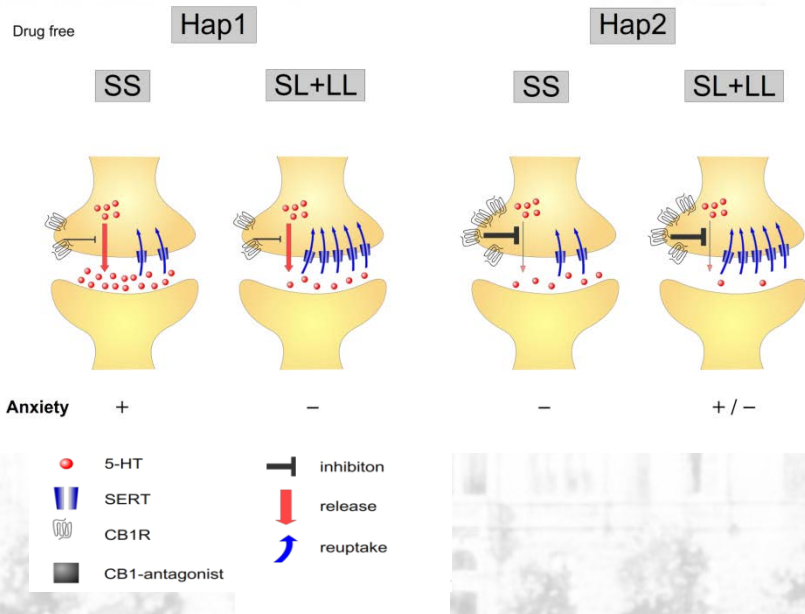 Drug free
Hap1 Hap2
SS SL+LL SS SL+LL
Anxiety + – – + / –
5-HT
SERT
CB1R
CB1-antagonist
inhibiton
release
reuptake